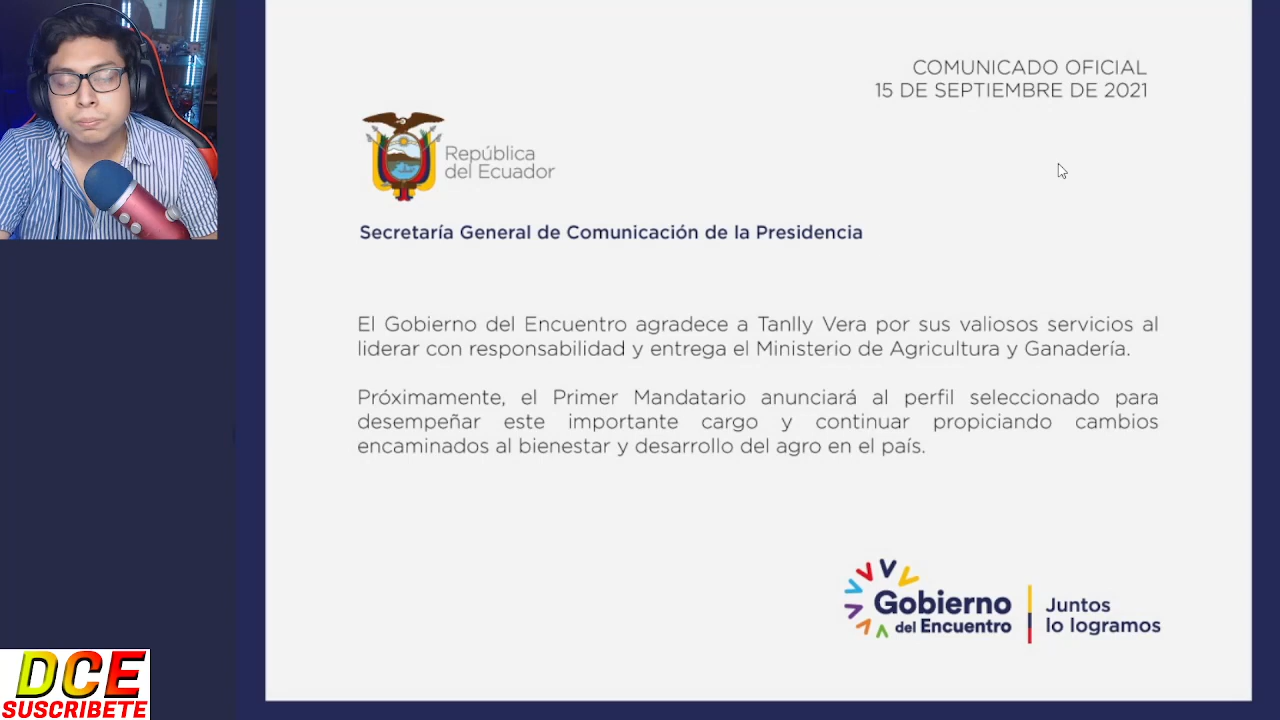 COMUNICADO OFICIAL
15 DE SEPTIEMBRE DE 2021
República
del Ecuador
Secretaría General de Comunicación de la Presidencia
El Gobierno del Encuentro agradece a Tanlly Vera por sus valiosos servicios al
liderar con responsabilidad y entrega el Ministerio de Agricultura y Ganadería.
Próximamente, el Primer Mandatario anunciará al perfil seleccionado para
desempeñar este importante cargo y continuar propiciando cambios
encaminados al bienestar y desarrollo del agro en el país.
Gobierno
del Encuentro
Juntos
lo logramos
DCE
SUSCRIBETE